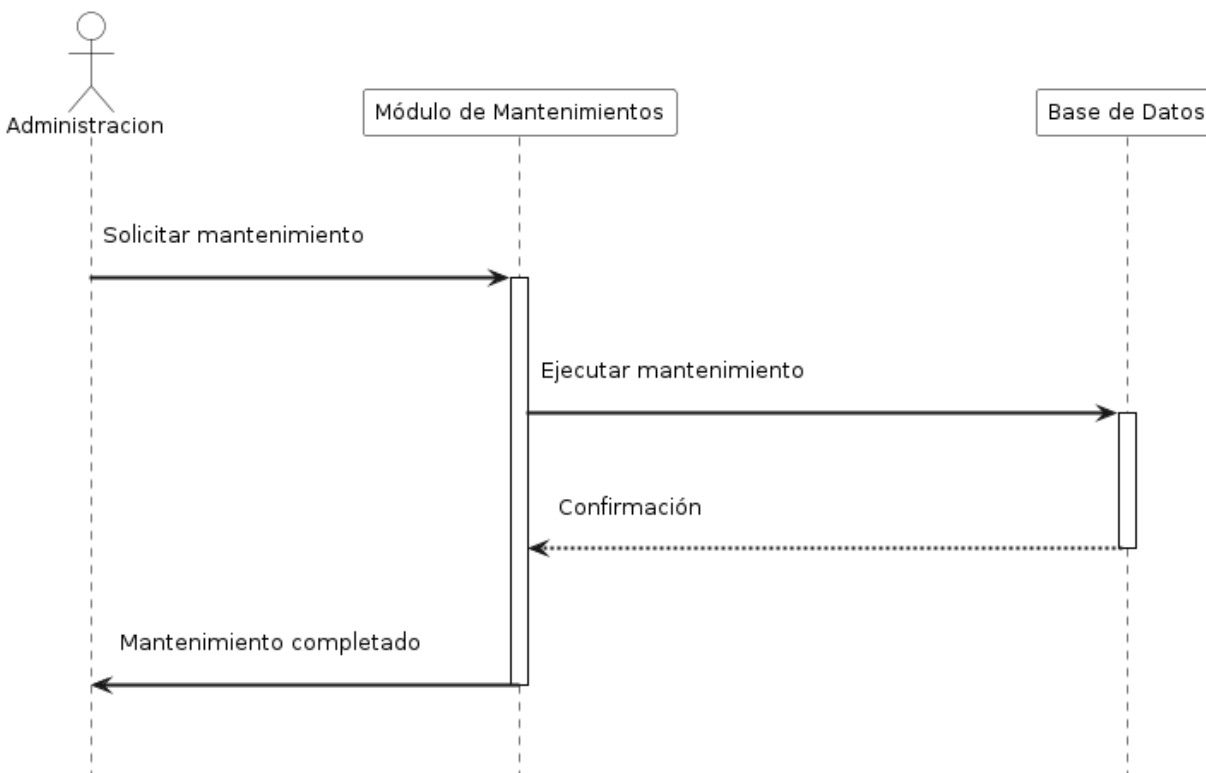 Administracion
Módulo de Mantenimientos
Base de Datos
Solicitar mantenimiento
Ejecutar mantenimiento
Confirmación
Mantenimiento completado